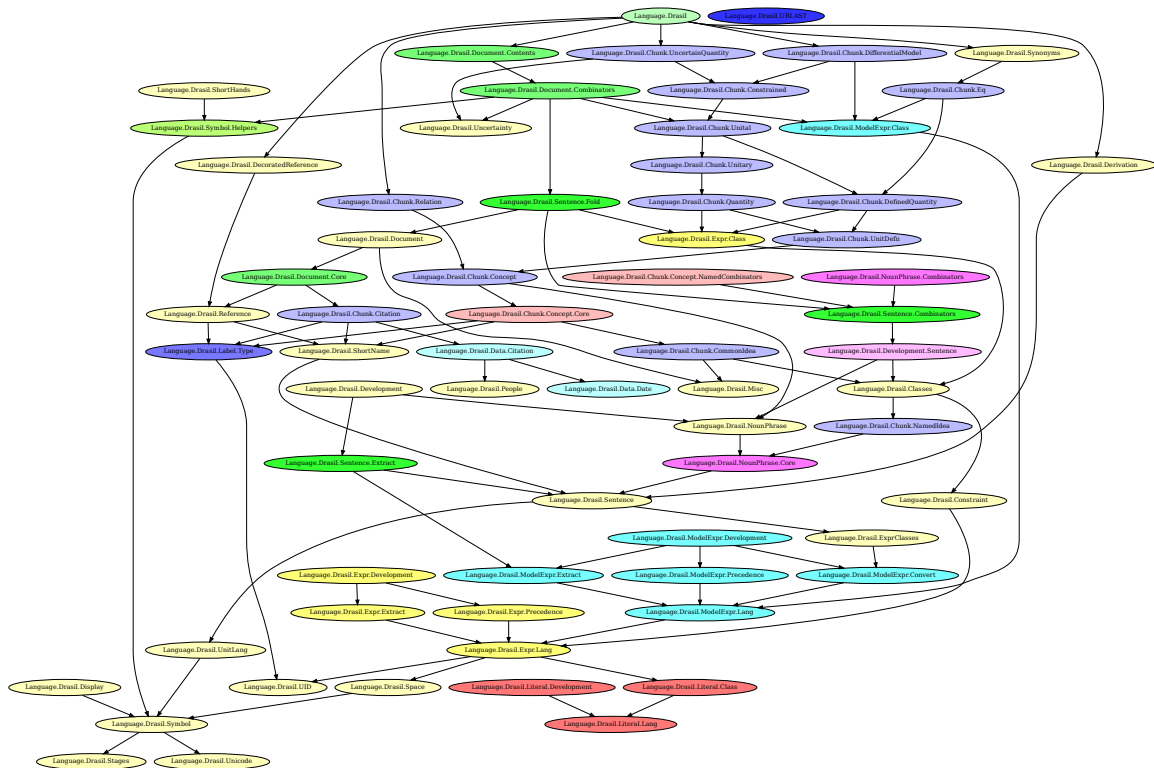 Language.Drasil
Language.Drasil.URLAST
Language.Drasil.Document.Contents
Language.Drasil.Chunk.UncertainQuantity
Language.Drasil.Chunk.DifferentialModel
Language.Drasil.Synonyms
Language.Drasil.ShortHands
Language.Drasil.Document.Combinators
Language.Drasil.Chunk.Constrained
Language.Drasil.Chunk.Eq
Language.Drasil.Symbol.Helpers
Language.Drasil.Uncertainty
Language.Drasil.Chunk.Unital
Language.Drasil.ModelExpr.Class
Language.Drasil.DecoratedReference
Language.Drasil.Chunk.Unitary
Language.Drasil.Derivation
Language.Drasil.Chunk.Relation
Language.Drasil.Sentence.Fold
Language.Drasil.Chunk.Quantity
Language.Drasil.Chunk.DefinedQuantity
Language.Drasil.Document
Language.Drasil.Expr.Class
Language.Drasil.Chunk.UnitDefn
Language.Drasil.Document.Core
Language.Drasil.Chunk.Concept
Language.Drasil.Chunk.Concept.NamedCombinators
Language.Drasil.NounPhrase.Combinators
Language.Drasil.Reference
Language.Drasil.Chunk.Citation
Language.Drasil.Chunk.Concept.Core
Language.Drasil.Sentence.Combinators
Language.Drasil.Label.Type
Language.Drasil.ShortName
Language.Drasil.Data.Citation
Language.Drasil.Chunk.CommonIdea
Language.Drasil.Development.Sentence
Language.Drasil.Development
Language.Drasil.People
Language.Drasil.Data.Date
Language.Drasil.Misc
Language.Drasil.Classes
Language.Drasil.NounPhrase
Language.Drasil.Chunk.NamedIdea
Language.Drasil.Sentence.Extract
Language.Drasil.NounPhrase.Core
Language.Drasil.Sentence
Language.Drasil.Constraint
Language.Drasil.ModelExpr.Development
Language.Drasil.ExprClasses
Language.Drasil.Expr.Development
Language.Drasil.ModelExpr.Extract
Language.Drasil.ModelExpr.Precedence
Language.Drasil.ModelExpr.Convert
Language.Drasil.Expr.Extract
Language.Drasil.Expr.Precedence
Language.Drasil.ModelExpr.Lang
Language.Drasil.UnitLang
Language.Drasil.Expr.Lang
Language.Drasil.Display
Language.Drasil.UID
Language.Drasil.Space
Language.Drasil.Literal.Development
Language.Drasil.Literal.Class
Language.Drasil.Symbol
Language.Drasil.Literal.Lang
Language.Drasil.Stages
Language.Drasil.Unicode